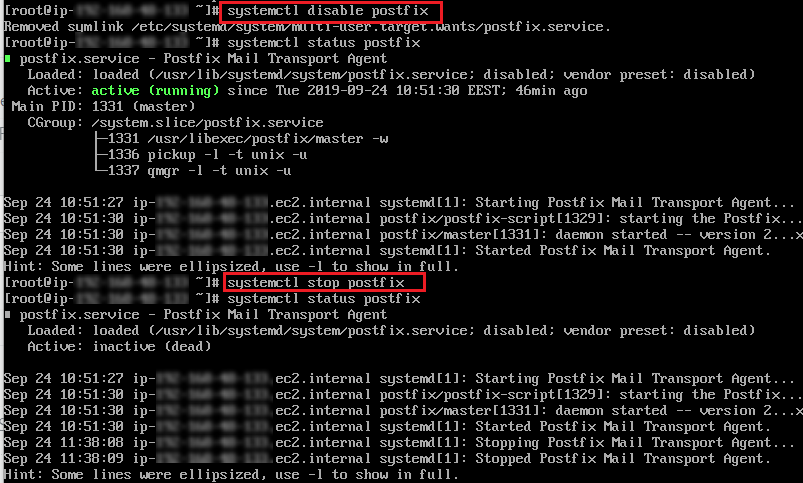 [root@ip- ~]# systemctl disable postfix
Removed symlink /etc/systemd/system/multi-user.target.wants/postfix.service.
[root@ip- ~]# systemctl status postfix
postfix.service - Postfix Mail Transport Agent
Loaded: loaded (/usr/lib/systemd/system/postfix.service; disabled; vendor preset: disabled)
Active: active (running) since Tue 2019-09-24 10:51:30 EEST; 46min ago
Main PID: 1331 (master)
CGroup: /system.slice/postfix.service
├─1331 /usr/libexec/postfix/master -w
├─1336 pickup -l -t unix -u
└─1337 qmgr -l -t unix -u
Sep 24 10:51:27 ip- .ec2.internal systemd[1]: Starting Postfix Mail Transport Agent...
Sep 24 10:51:30 ip- .ec2.internal postfix/postfix-script[1329]: starting the Postfix...
Sep 24 10:51:30 ip- .ec2.internal postfix/master[1331]: daemon started -- version 2...x
Sep 24 10:51:30 ip- .ec2.internal systemd[1]: Started Postfix Mail Transport Agent.
Hint: Some lines were ellipsized, use -l to show in full.
[root@ip- ~]# systemctl stop postfix
[root@ip- ~]# systemctl status postfix
postfix.service - Postfix Mail Transport Agent
Loaded: loaded (/usr/lib/systemd/system/postfix.service; disabled; vendor preset: disabled)
Active: inactive (dead)
Sep 24 10:51:27 ip- .ec2.internal systemd[1]: Starting Postfix Mail Transport Agent...
Sep 24 10:51:30 ip- .ec2.internal postfix/postfix-script[1329]: starting the Postfix...
Sep 24 10:51:30 ip- .ec2.internal postfix/master[1331]: daemon started -- version 2...x
Sep 24 10:51:30 ip- .ec2.internal systemd[1]: Started Postfix Mail Transport Agent.
Sep 24 11:38:08 ip- .ec2.internal systemd[1]: Stopping Postfix Mail Transport Agent...
Sep 24 11:38:09 ip- .ec2.internal systemd[1]: Stopped Postfix Mail Transport Agent.
Hint: Some lines were ellipsized, use -l to show in full.